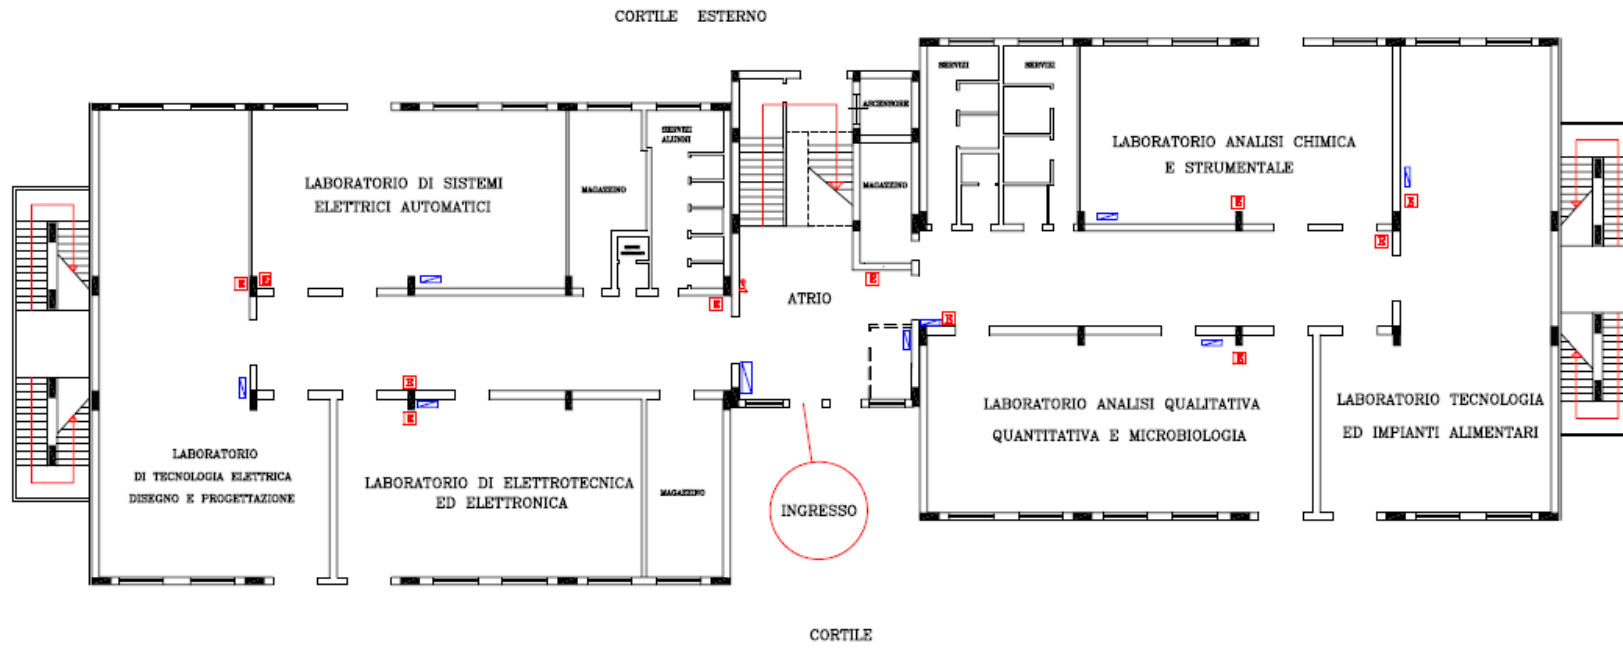 CORTILE ESTERNO
SERVIZI
SERVIZI
ASCENSORE
SERVIZI
ALUNNI
LABORATORIO ANALISI CHIMICA
E STRUMENTALE
LABORATORIO DI SISTEMI
ELETTRICI AUTOMATICI
MAGAZZINO
MAGAZZINO
E
E
E
E
E
E
E
ATRIO
E
E
E
E
E
LABORATORIO ANALISI QUALITATIVA
QUANTITATIVA E MICROBIOLOGIA
LABORATORIO TECNOLOGIA
ED IMPIANTI ALIMENTARI
LABORATORIO
DI TECNOLOGIA ELETTRICA
DISEGNO E PROGETTAZIONE
LABORATORIO DI ELETTROTECNICA
ED ELETTRONICA
MAGAZZINO
INGRESSO
CORTILE